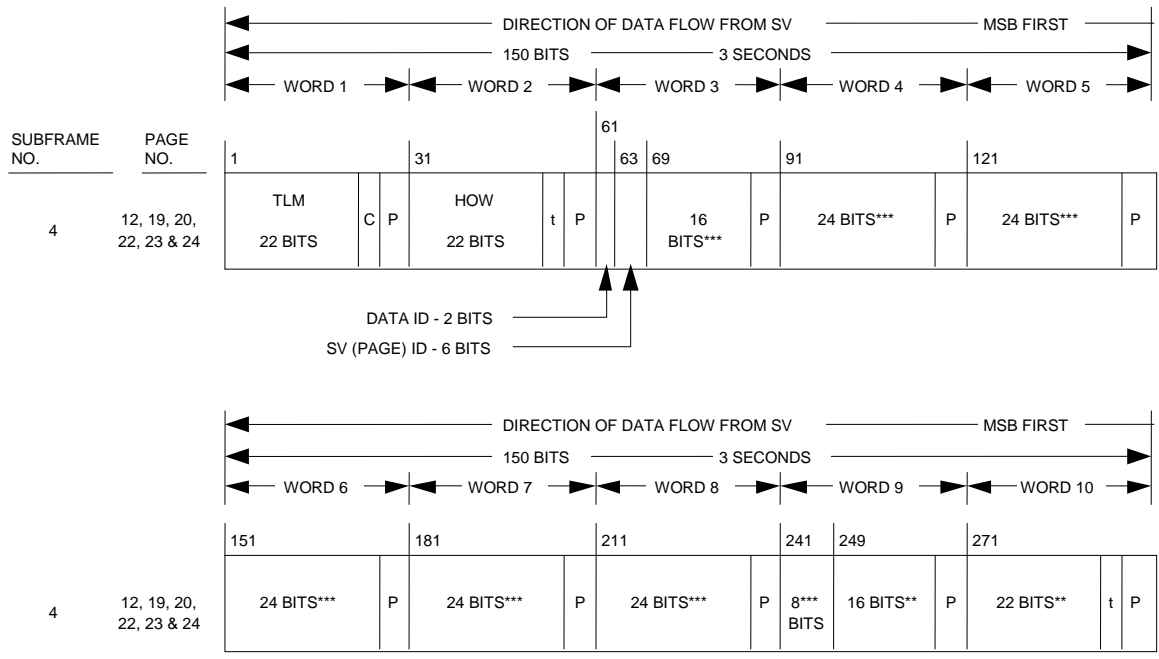 DIRECTION OF DATA FLOW FROM SV MSB FIRST
150 BITS 3 SECONDS
WORD 1 WORD 2 WORD 3 WORD 4 WORD 5
SUBFRAME NO.
PAGE NO.
1 31 61 63 69 91 121
4
12, 19, 20,
22, 23 & 24
TLM
22 BITS
C
P
HOW
22 BITS
t
P
16
BITS***
P
24 BITS***
P
24 BITS***
P
DATA ID - 2 BITS
SV (PAGE) ID - 6 BITS
DIRECTION OF DATA FLOW FROM SV MSB FIRST
150 BITS 3 SECONDS
WORD 6 WORD 7 WORD 8 WORD 9 WORD 10
151 181 211 241 249 271
4
12, 19, 20,
22, 23 & 24
24 BITS***
P
24 BITS***
P
24 BITS***
P
8***
BITS
16 BITS**
P
22 BITS**
t
P